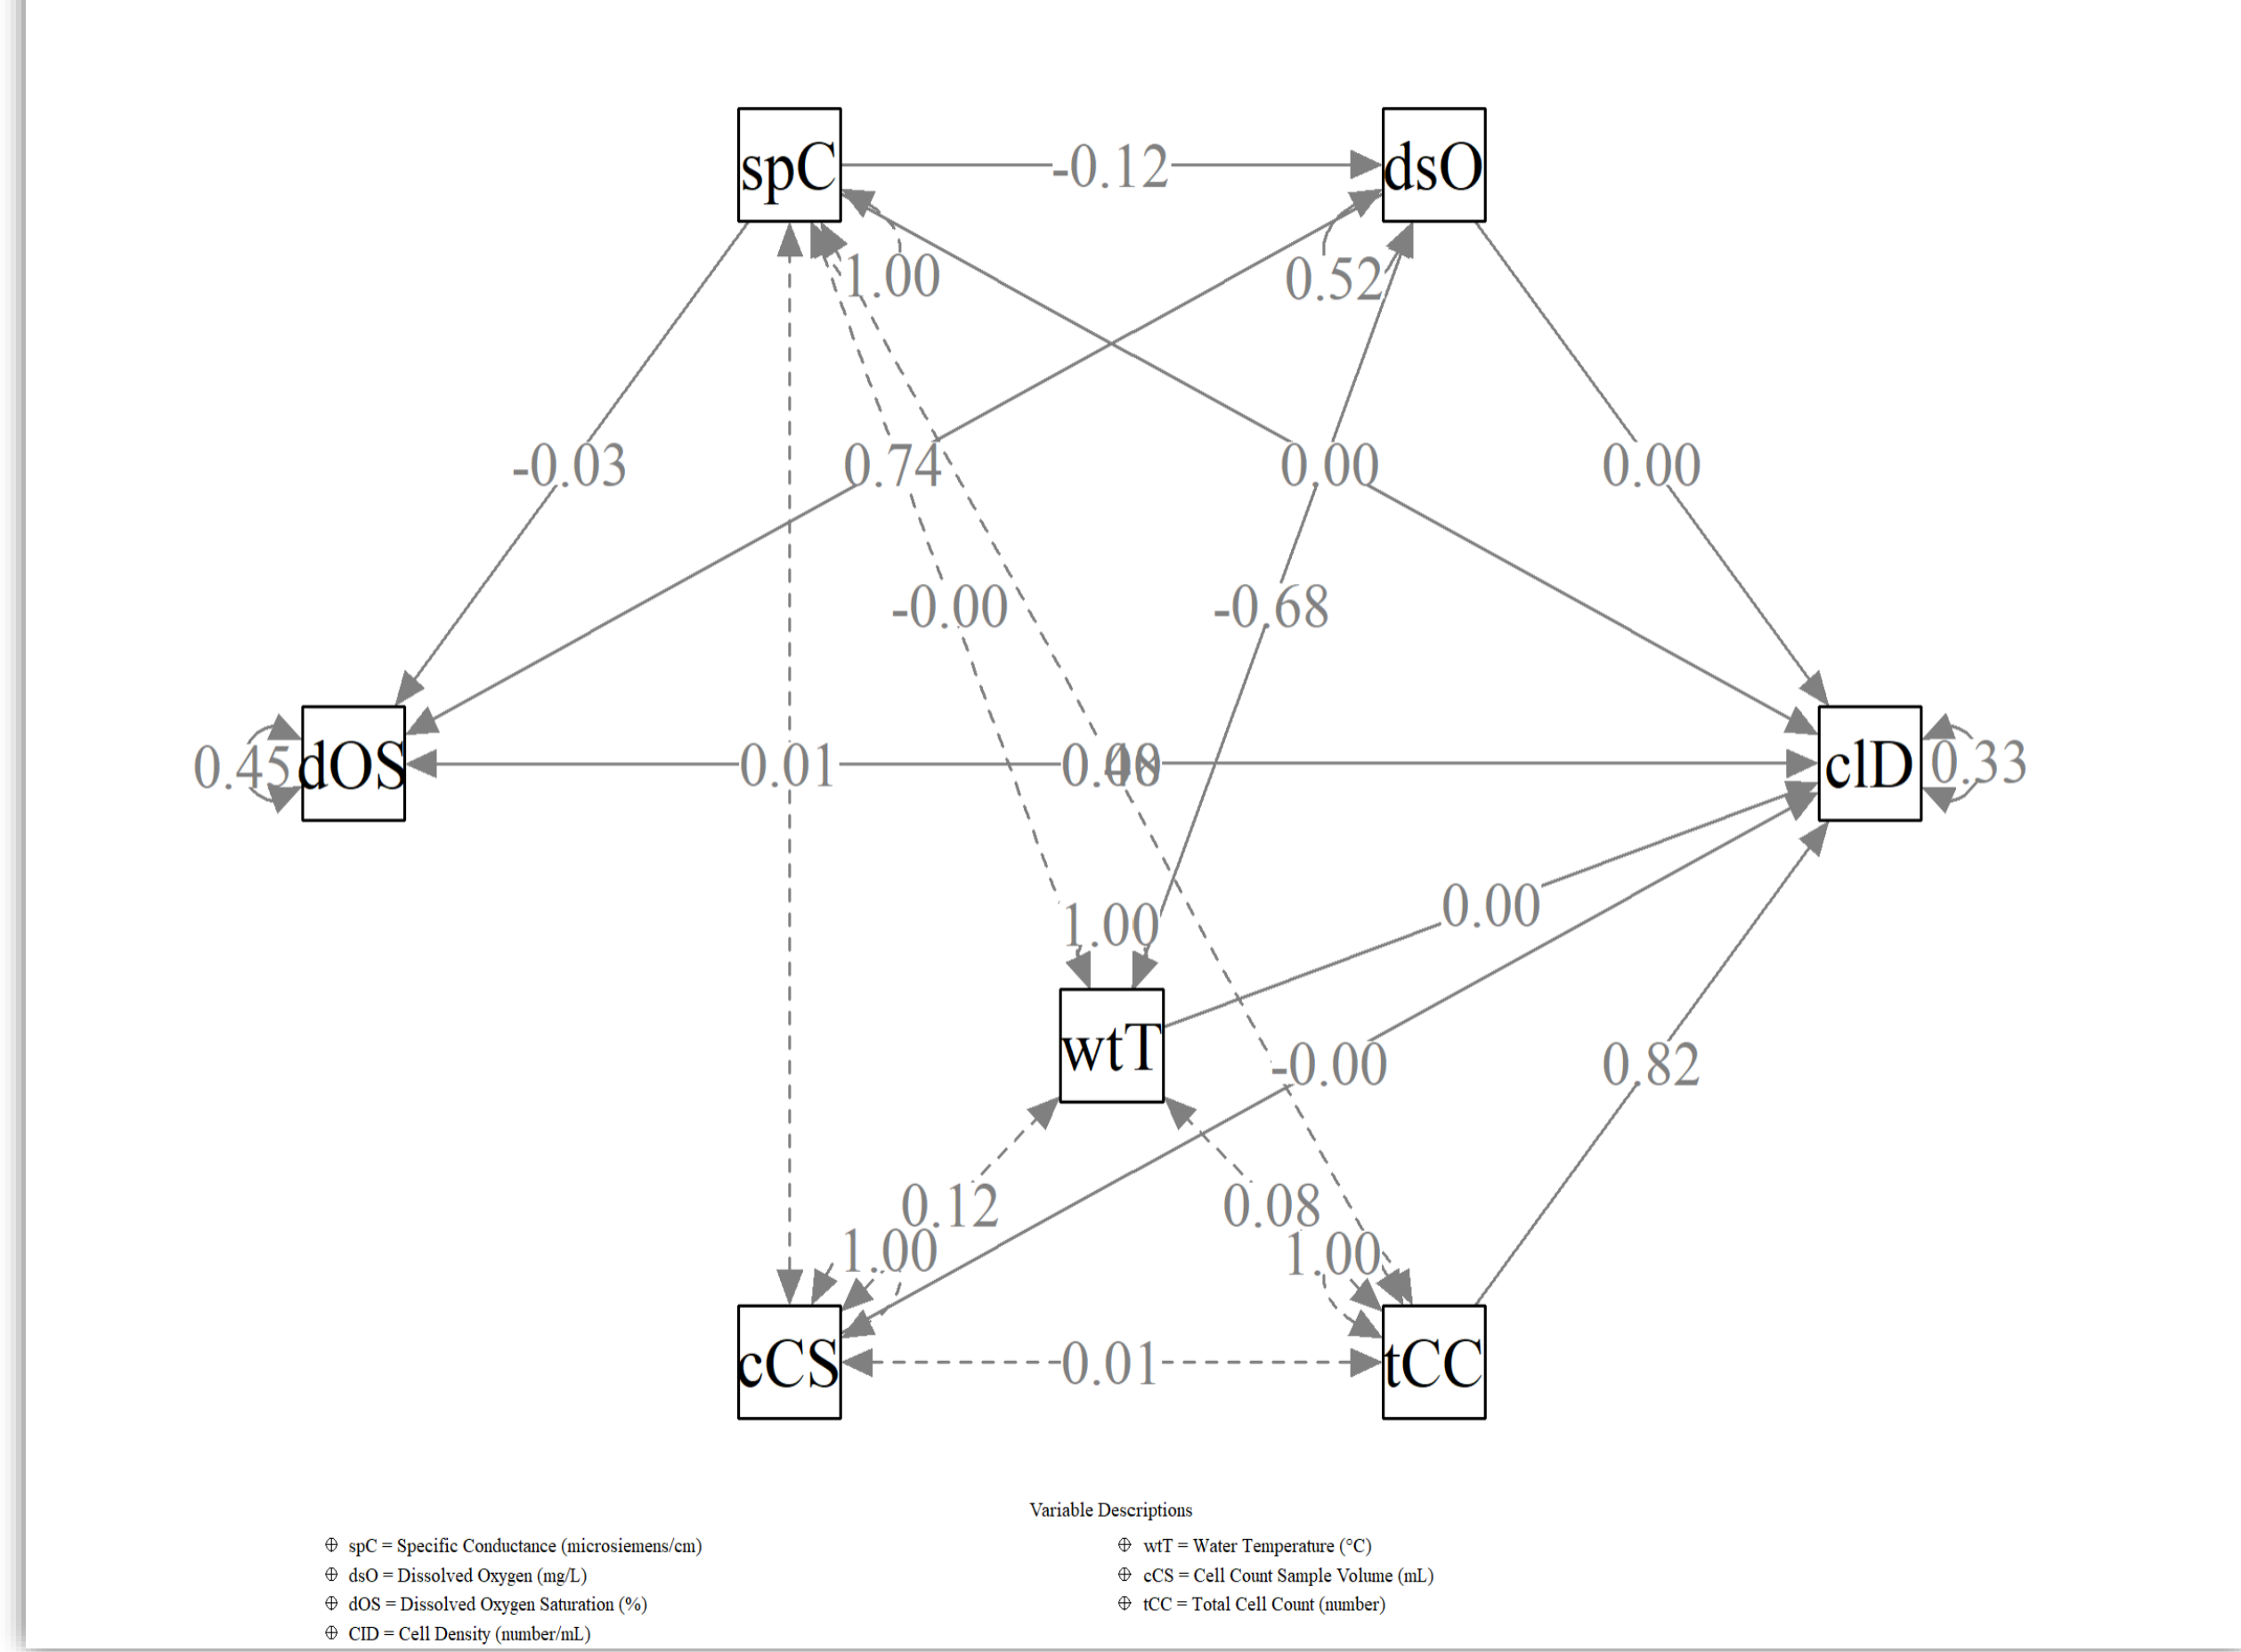 spC
-0.12
dsO
1.00
0.52
-0.03
0.74
0.00
0.00
-0.00
-0.68
0.45
dOS
0.01
clD
0.33
1.00
0.00
wtT
-0.00
0.82
0.12
0.08
1.00
1.00
cCS
0.01
tCC
Variable Descriptions
⊕ spC = Specific Conductance (microsiemens/cm)
⊕ wtT = Water Temperature (°C)
⊕ dsO = Dissolved Oxygen (mg/L)
⊕ cCS = Cell Count Sample Volume (mL)
⊕ dOS = Dissolved Oxygen Saturation (%)
⊕ tCC = Total Cell Count (number)
⊕ ClD = Cell Density (number/mL)